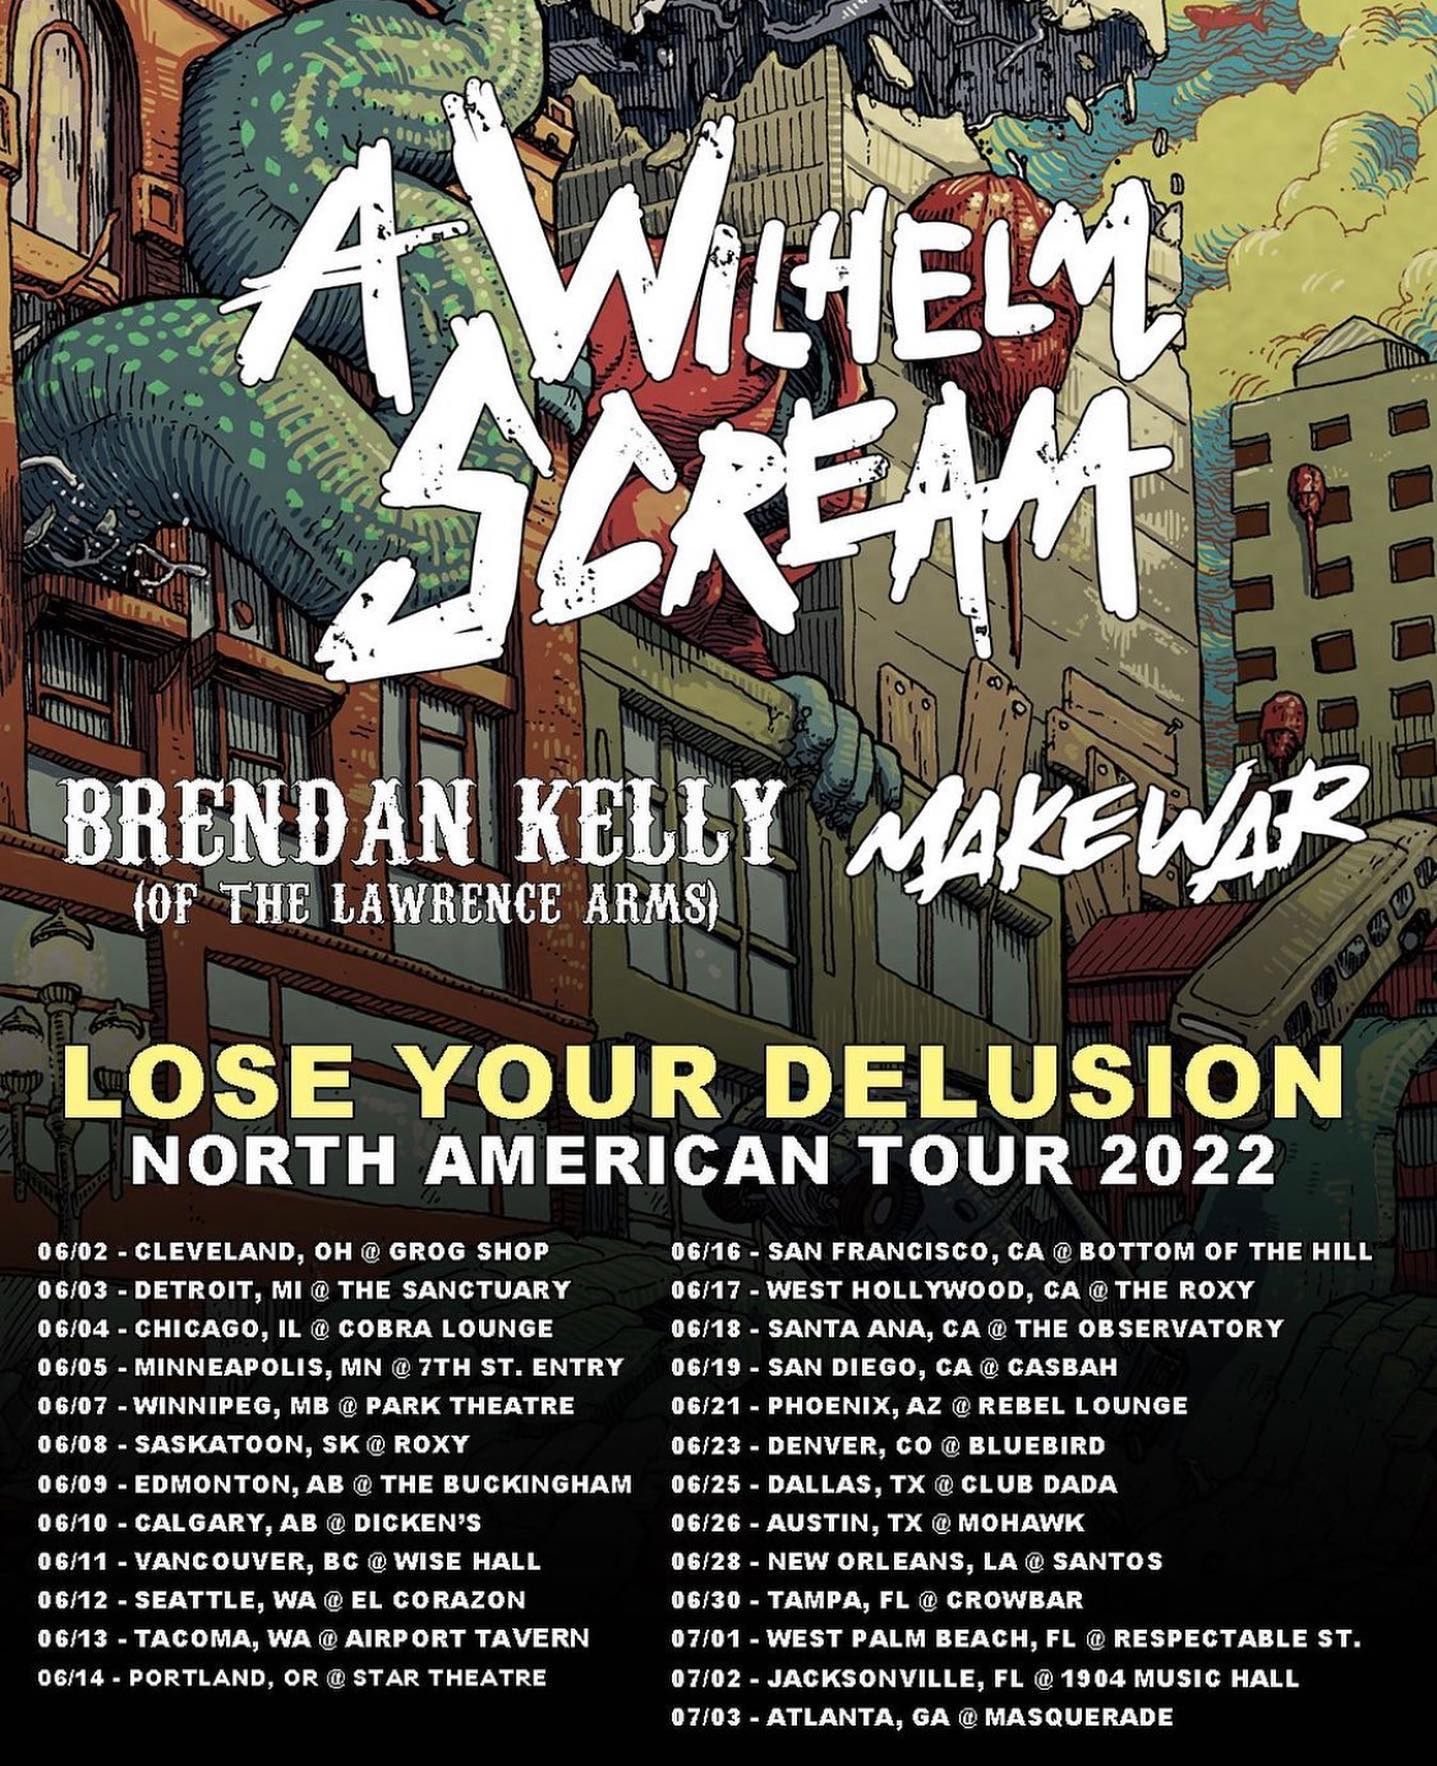 A WILHELM
SCREAM
BRENDAN KELLY
(OF THE LAWRENCE ARMS)
MAKEWAR
LOSE YOUR DELUSION
NORTH AMERICAN TOUR 2022
06/02 - CLEVELAND, OH @ GROG SHOP
06/03 - DETROIT, MI @ THE SANCTUARY
06/04 - CHICAGO, IL @ COBRA LOUNGE
06/05 - MINNEAPOLIS, MN @ 7TH ST. ENTRY
06/07 - WINNIPEG, MB @ PARK THEATRE
06/08 - SASKATOON, SK @ ROXY
06/09 - EDMONTON, AB @ THE BUCKINGHAM
06/10 - CALGARY, AB @ DICKEN'S
06/11 - VANCOUVER, BC @ WISE HALL
06/12 - SEATTLE, WA @ EL CORAZON
06/13 - TACOMA, WA @ AIRPORT TAVERN
06/14 - PORTLAND, OR @ STAR THEATRE
06/16 - SAN FRANCISCO, CA @ BOTTOM OF THE HILL
06/17 - WEST HOLLYWOOD, CA @ THE ROXY
06/18 - SANTA ANA, CA @ THE OBSERVATORY
06/19 - SAN DIEGO, CA @ CASBAH
06/21 - PHOENIX, AZ @ REBEL LOUNGE
06/23 - DENVER, CO @ BLUEBIRD
06/25 - DALLAS, TX @ CLUB DADA
06/26 - AUSTIN, TX @ MOHAWK
06/28 - NEW ORLEANS, LA @ SANTOS
06/30 - TAMPA, FL @ CROWBAR
07/01 - WEST PALM BEACH, FL @ RESPECTABLE ST.
07/02 - JACKSONVILLE, FL @ 1904 MUSIC HALL
07/03 - ATLANTA, GA @ MASQUERADE